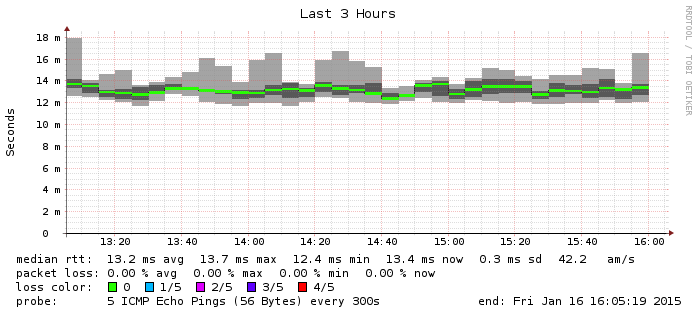 Last 3 Hours
RRDTOOL / TOBI OETIKER
Seconds
18 m
16 m
14 m
12 m
10 m
8 m
6 m
4 m
2 m
0
13:20 13:40 14:00 14:20 14:40 15:00 15:20 15:40 16:00
median rtt: 13.2 ms avg 13.7 ms max 12.4 ms min 13.4 ms now 0.3 ms sd 42.2 am/s
packet loss: 0.00 % avg 0.00 % max 0.00 % min 0.00 % now
loss color: 0 1/5 2/5 3/5 4/5
probe: 5 ICMP Echo Pings (56 Bytes) every 300s end: Fri Jan 16 16:05:19 2015